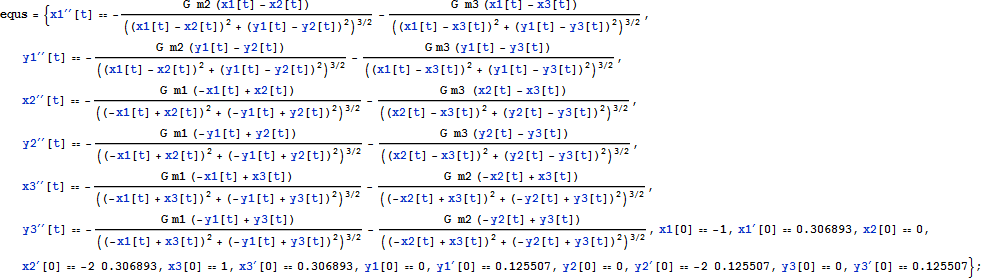 equs = {x1′′[t] == -(G m2 (x1[t] - x2[t]))/((x1[t] - x2[t])² + (y1[t] - y2[t])²)^3/2 - (G m3 (x1[t] - x3[t]))/((x1[t] - x3[t])² + (y1[t] - y3[t])²)^3/2,
y1′′[t] == -(G m2 (y1[t] - y2[t]))/((x1[t] - x2[t])² + (y1[t] - y2[t])²)^3/2 - (G m3 (y1[t] - y3[t]))/((x1[t] - x3[t])² + (y1[t] - y3[t])²)^3/2,
x2′′[t] == -(G m1 (-x1[t] + x2[t]))/((-x1[t] + x2[t])² + (-y1[t] + y2[t])²)^3/2 - (G m3 (x2[t] - x3[t]))/((x2[t] - x3[t])² + (y2[t] - y3[t])²)^3/2,
y2′′[t] == -(G m1 (-y1[t] + y2[t]))/((-x1[t] + x2[t])² + (-y1[t] + y2[t])²)^3/2 - (G m3 (y2[t] - y3[t]))/((x2[t] - x3[t])² + (y2[t] - y3[t])²)^3/2,
x3′′[t] == -(G m1 (-x1[t] + x3[t]))/((-x1[t] + x3[t])² + (-y1[t] + y3[t])²)^3/2 - (G m2 (-x2[t] + x3[t]))/((-x2[t] + x3[t])² + (-y2[t] + y3[t])²)^3/2,
y3′′[t] == -(G m1 (-y1[t] + y3[t]))/((-x1[t] + x3[t])² + (-y1[t] + y3[t])²)^3/2 - (G m2 (-y2[t] + y3[t]))/((-x2[t] + x3[t])² + (-y2[t] + y3[t])²)^3/2, x1[0] == -1, x1′[0] == 0.306893, x2[0] == 0,
x2′[0] == -2 0.306893, x3[0] == 1, x3′[0] == 0.306893, y1[0] == 0, y1′[0] == 0.125507, y2[0] == 0, y2′[0] == -2 0.125507, y3[0] == 0, y3′[0] == 0.125507};